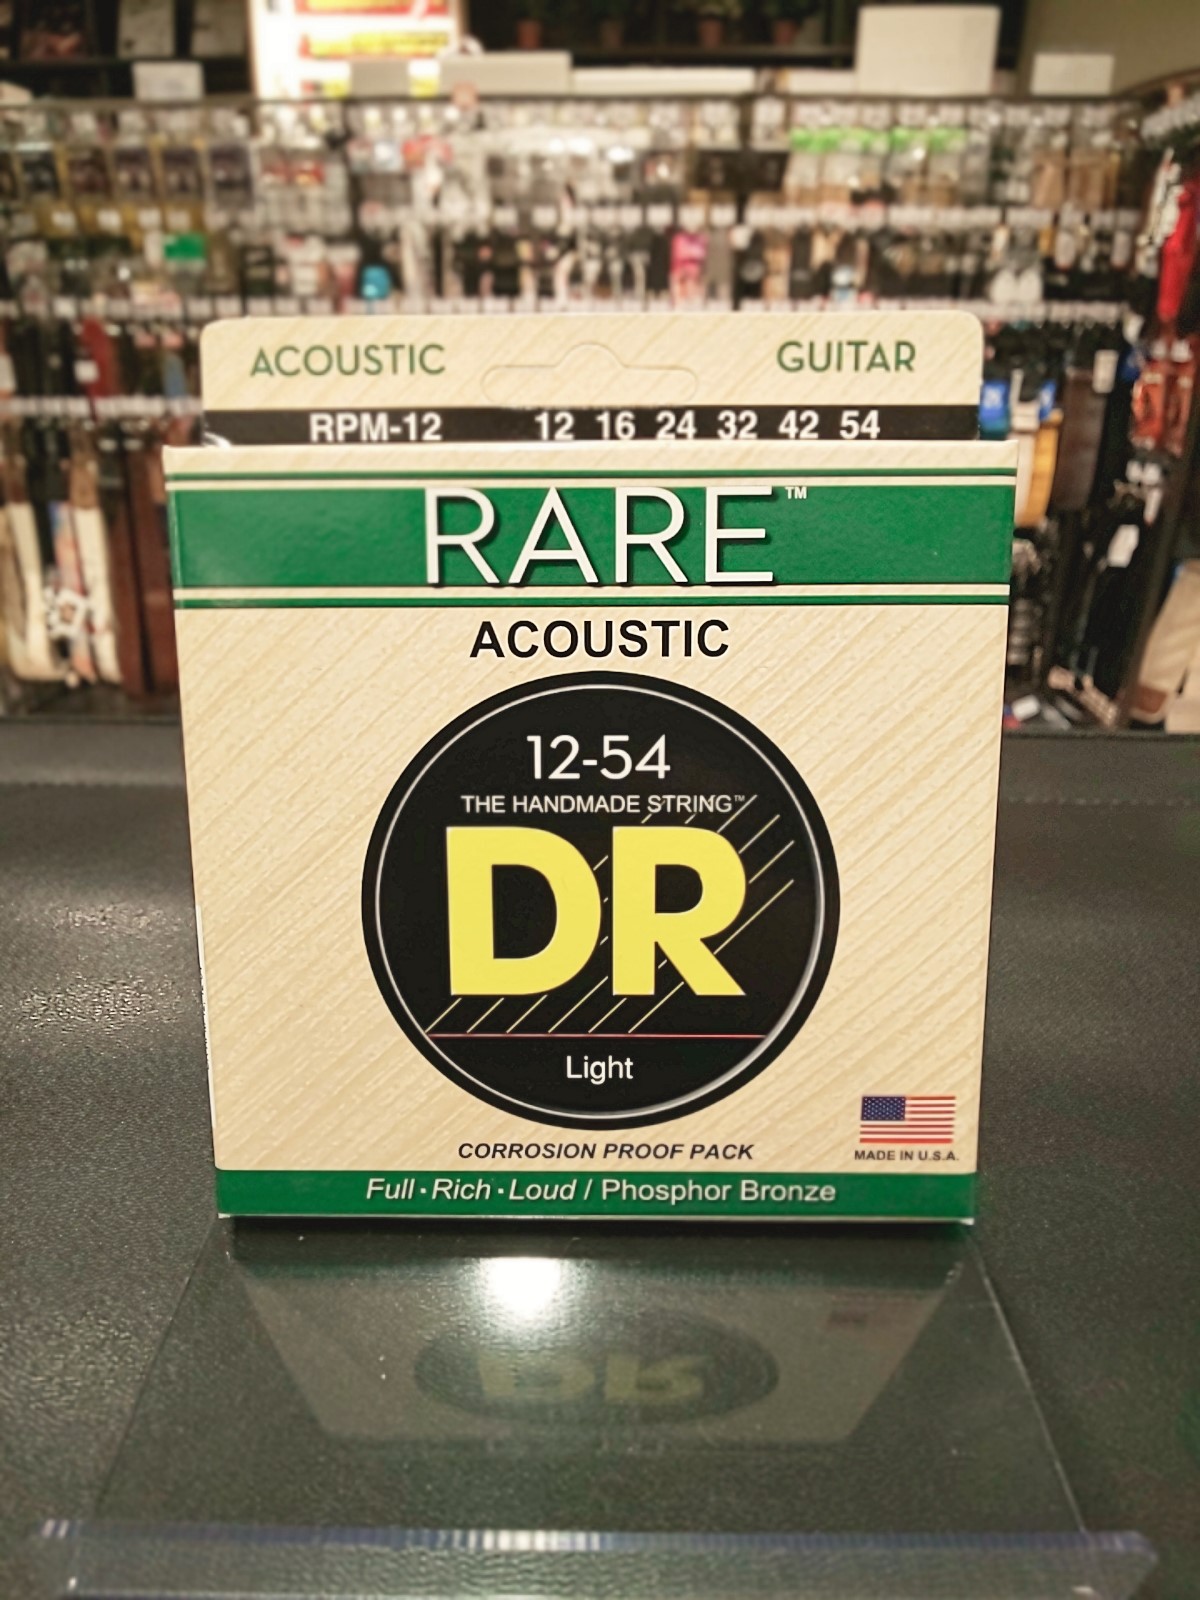 ACOUSTIC GUITAR
RPM-12 12 16 24 32 42 54
RARE™
ACOUSTIC
12-54
THE HANDMADE STRING™
DR
Light
CORROSION PROOF PACK
MADE IN U.S.A.
Full · Rich · Loud / Phosphor Bronze